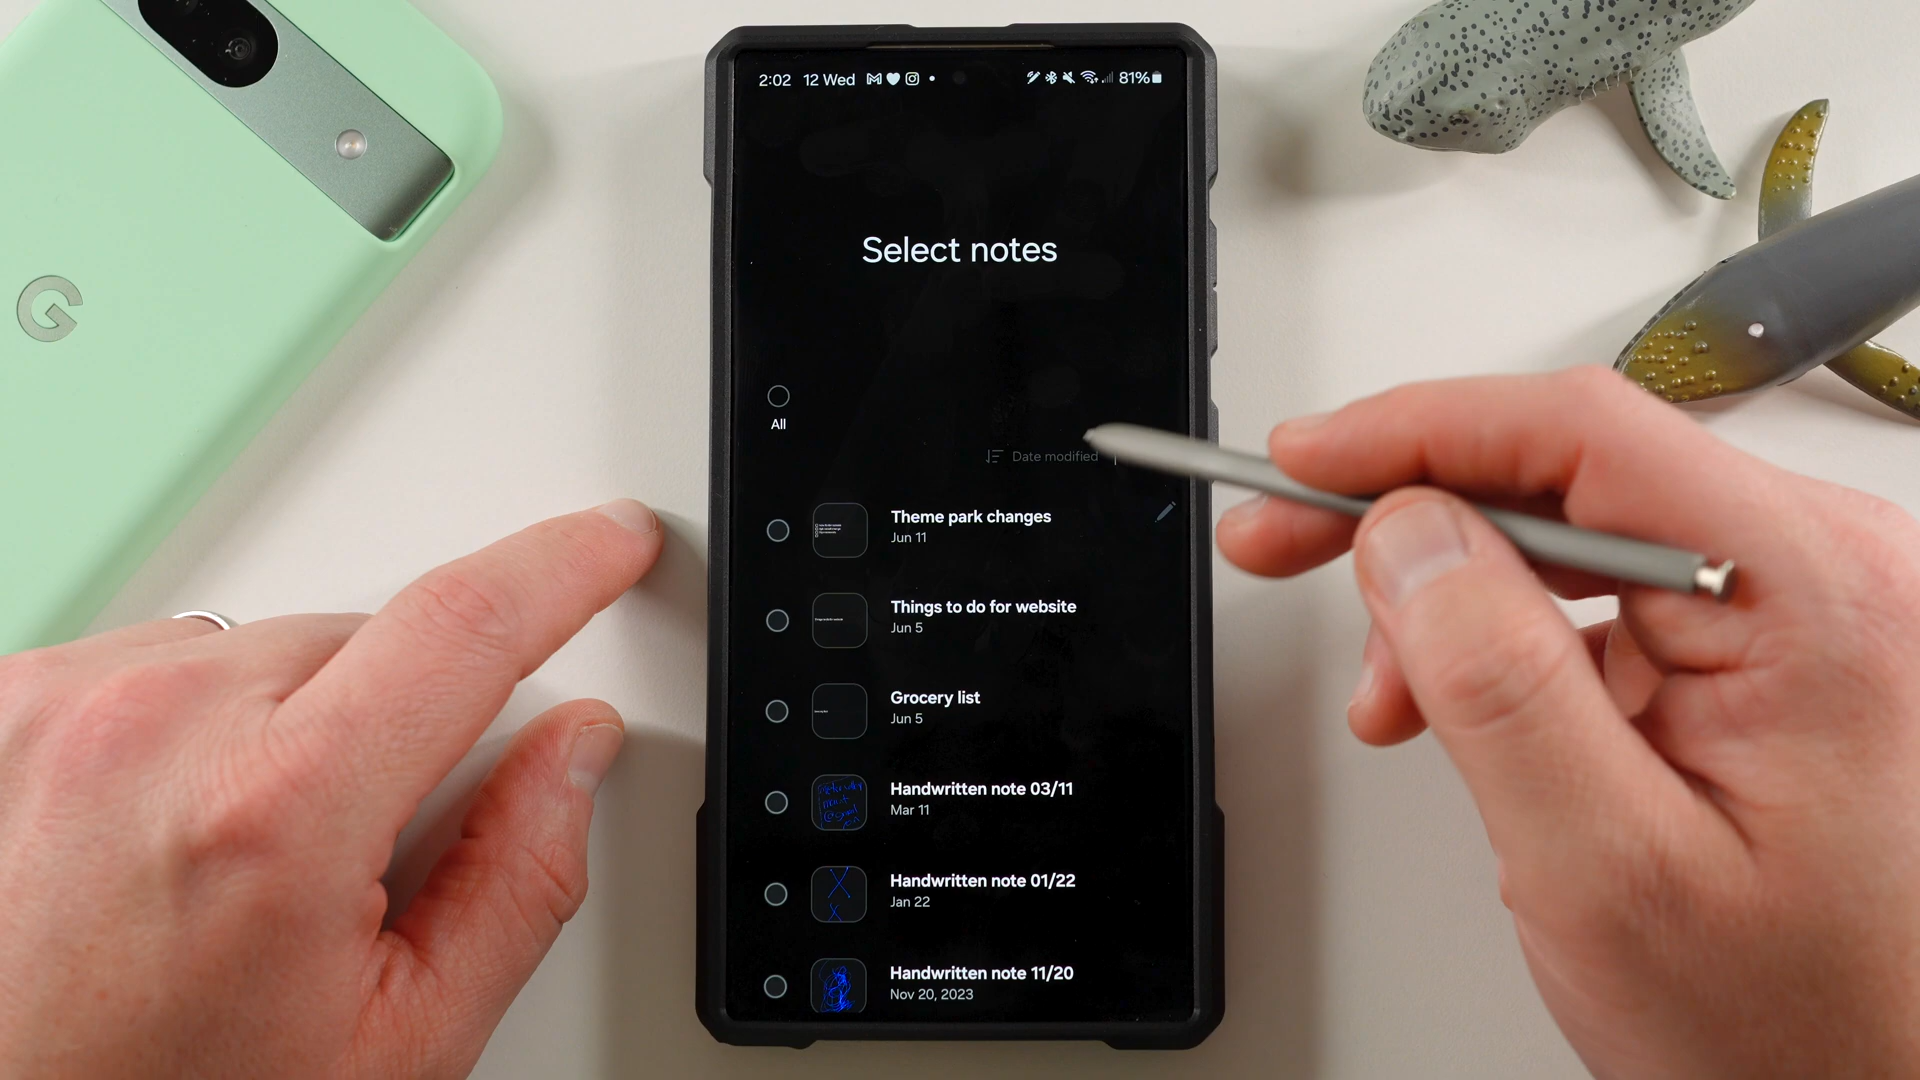 G
2:02 12 Wed 81%
Select notes
All
Date modified
Theme park changes
Jun 11
Things to do for website
Jun 5
Grocery list
Jun 5
Handwritten note 03/11
Mar 11
Handwritten note 01/22
Jan 22
Handwritten note 11/20
Nov 20, 2023